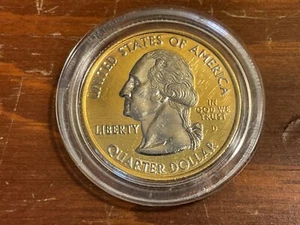 UNITED STATES OF AMERICA
LIBERTY
IN
GOD WE
TRUST
QUARTER DOLLAR